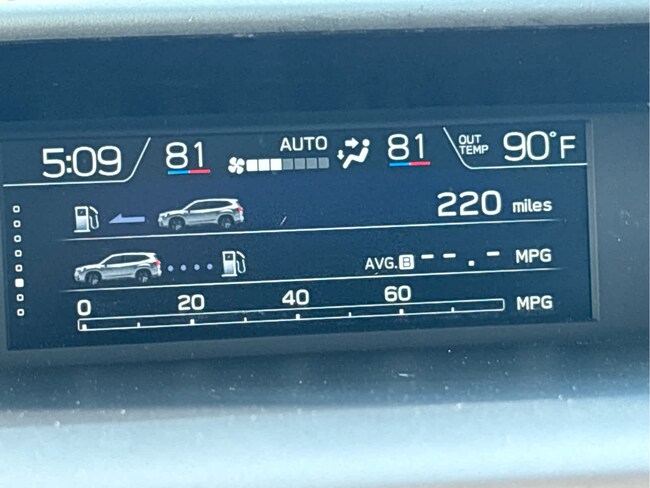 5:09 81 AUTO 81 OUT TEMP 90°F
220 miles
AVG. B --.- MPG
0 20 40 60 MPG